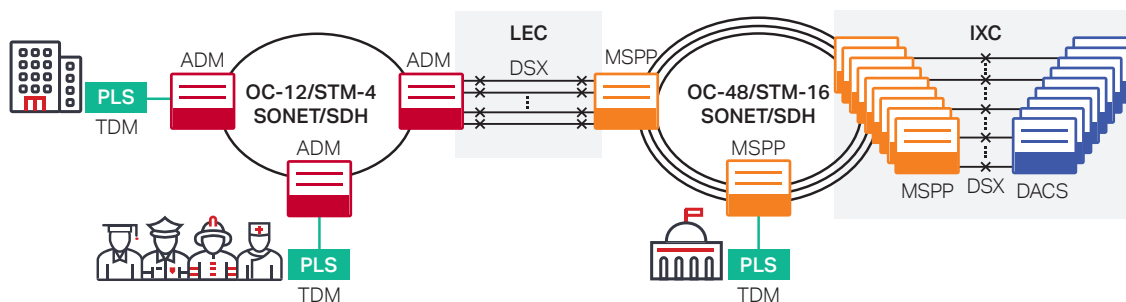 LEC
IXC
ADM
ADM
DSX
MSPP
PLS
TDM
OC-12/STM-4
SONET/SDH
OC-48/STM-16
SONET/SDH
ADM
MSPP
MSPP
DSX
DACS
PLS
TDM
PLS
TDM